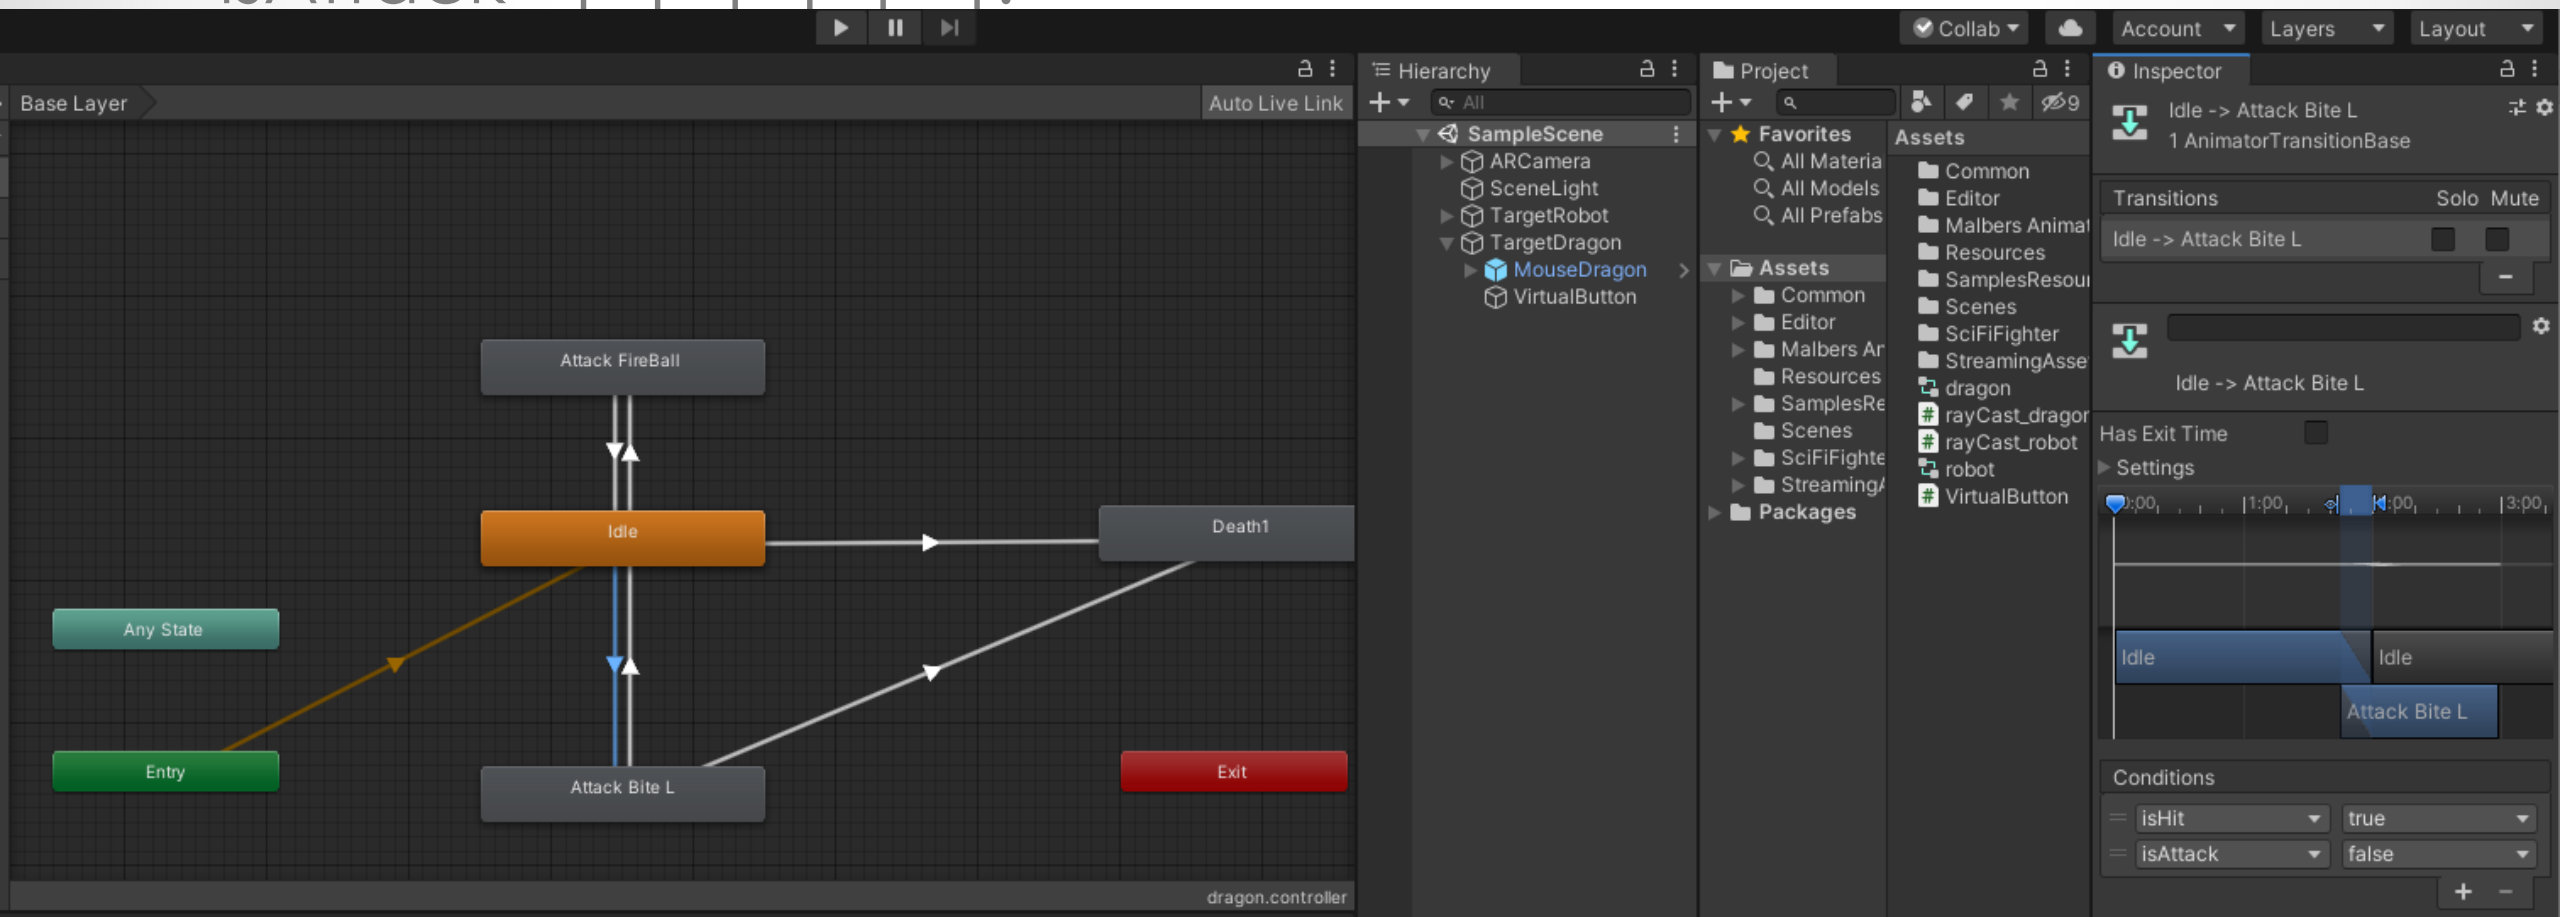 Collab
Account
Layers
Layout
Base Layer
Auto Live Link
Attack FireBall
Idle
Death1
Any State
Entry
Attack Bite L
Exit
dragon.controller
Hierarchy
All
SampleScene
ARCamera
SceneLight
TargetRobot
TargetDragon
MouseDragon
VirtualButton
Project
9
Favorites
All Materia
All Models
All Prefabs
Assets
Common
Editor
Malbers Ar
Resources
SamplesRe
Scenes
SciFiFighte
StreamingA
Packages
Assets
Common
Editor
Malbers Animat
Resources
SamplesResour
Scenes
SciFiFighter
StreamingAsse
dragon
rayCast_dragon
rayCast_robot
robot
VirtualButton
Inspector
Idle -> Attack Bite L
1 AnimatorTransitionBase
Transitions Solo Mute
Idle -> Attack Bite L
Idle -> Attack Bite L
Has Exit Time
Settings
:00 1:00 :00 3:00
Idle Idle
Attack Bite L
Conditions
isHit true
isAttack false